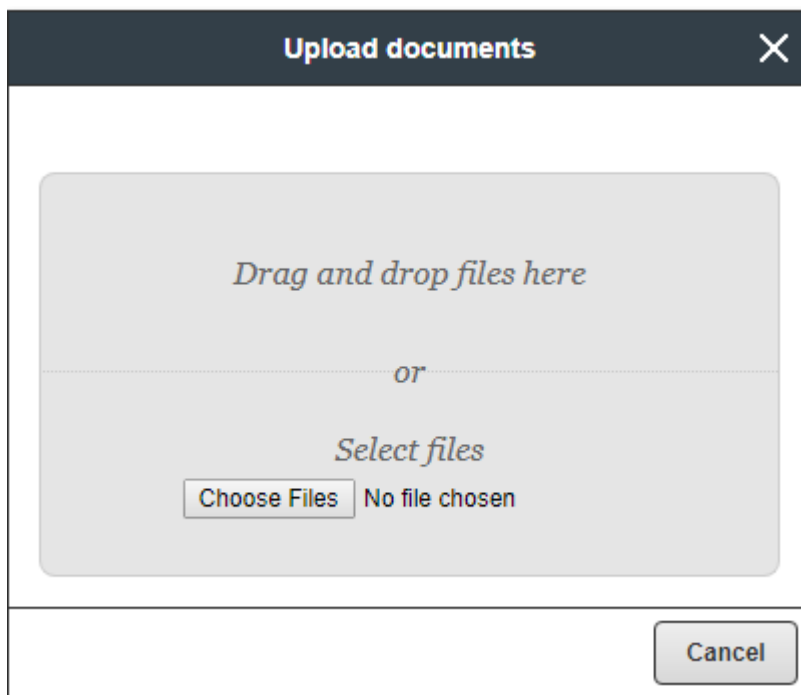 Upload documents
Drag and drop files here
or
Select files
Choose Files No file chosen
Cancel